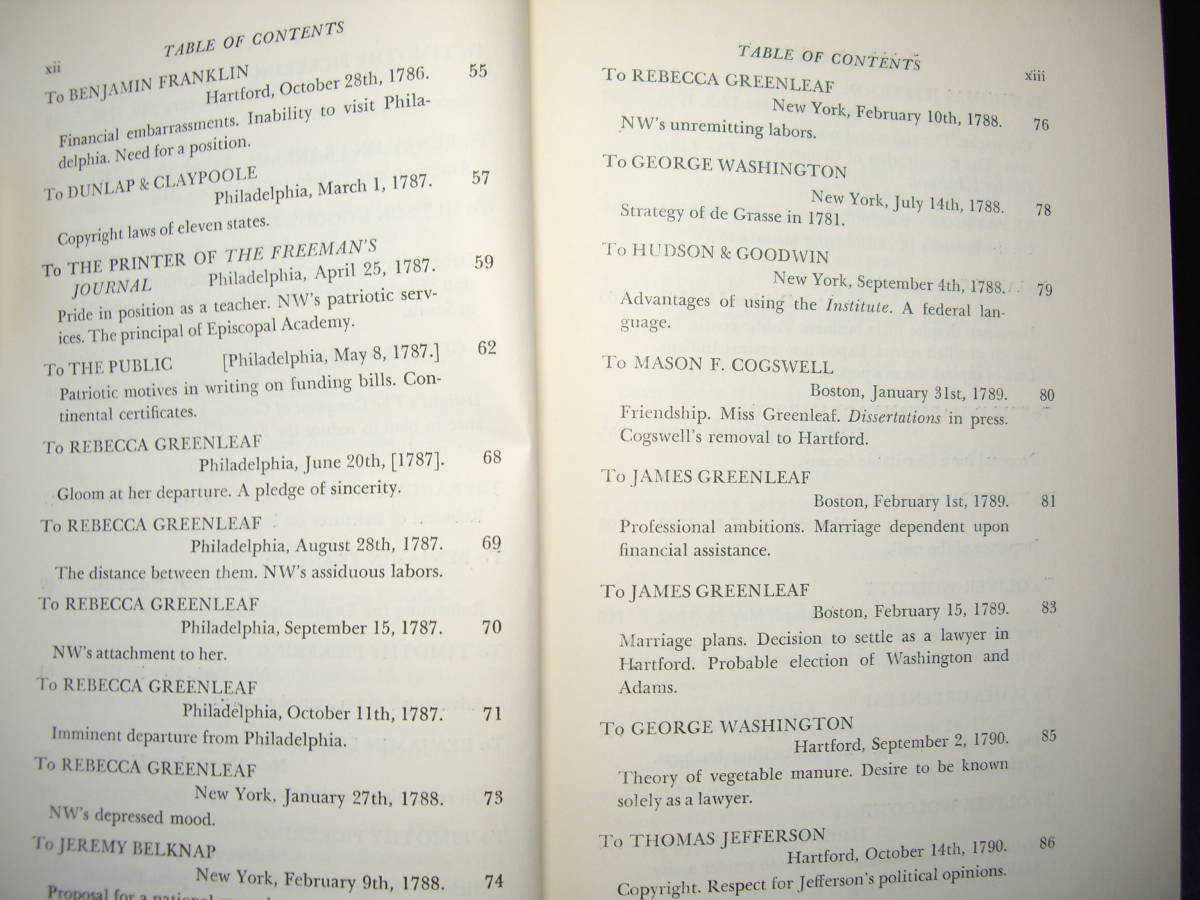 xii
TABLE OF CONTENTS
To BENJAMIN FRANKLIN
Hartford, October 28th, 1786. 55
Financial embarrassments. Inability to visit Phila-
delphia. Need for a position.
To DUNLAP & CLAYPOOLE
Philadelphia, March 1, 1787. 57
Copyright laws of eleven states.
To THE PRINTER OF THE FREEMAN'S
JOURNAL Philadelphia, April 25, 1787. 59
Pride in position as a teacher. NW's patriotic serv-
ices. The principal of Episcopal Academy.
To THE PUBLIC [Philadelphia, May 8, 1787.] 62
Patriotic motives in writing on funding bills. Con-
tinental certificates.
To REBECCA GREENLEAF
Philadelphia, June 20th, [1787]. 68
Gloom at her departure. A pledge of sincerity.
To REBECCA GREENLEAF
Philadelphia, August 28th, 1787. 69
The distance between them. NW's assiduous labors.
To REBECCA GREENLEAF
Philadelphia, September 15, 1787. 70
NW's attachment to her.
To REBECCA GREENLEAF
Philadelphia, October 11th, 1787. 71
Imminent departure from Philadelphia.
To REBECCA GREENLEAF
New York, January 27th, 1788. 73
NW's depressed mood.
To JEREMY BELKNAP
New York, February 9th, 1788. 74
Proposal for a national
TABLE OF CONTENTS
xiii
To REBECCA GREENLEAF
New York, February 10th, 1788. 76
NW's unremitting labors.
To GEORGE WASHINGTON
New York, July 14th, 1788. 78
Strategy of de Grasse in 1781.
To HUDSON & GOODWIN
New York, September 4th, 1788. 79
Advantages of using the Institute. A federal lan-
guage.
To MASON F. COGSWELL
Boston, January 31st, 1789. 80
Friendship. Miss Greenleaf. Dissertations in press.
Cogswell's removal to Hartford.
To JAMES GREENLEAF
Boston, February 1st, 1789. 81
Professional ambitions. Marriage dependent upon
financial assistance.
To JAMES GREENLEAF
Boston, February 15, 1789. 83
Marriage plans. Decision to settle as a lawyer in
Hartford. Probable election of Washington and
Adams.
To GEORGE WASHINGTON
Hartford, September 2, 1790. 85
Theory of vegetable manure. Desire to be known
solely as a lawyer.
To THOMAS JEFFERSON
Hartford, October 14th, 1790. 86
Copyright. Respect for Jefferson's political opinions.